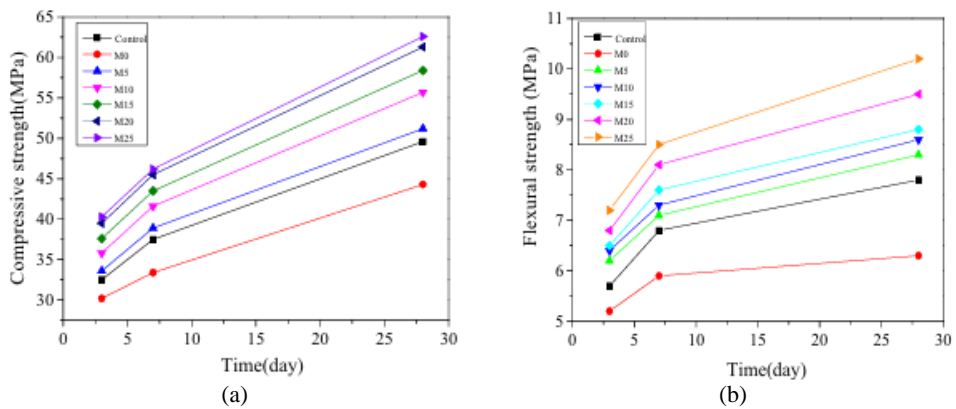 Compressive strength(MPa)
65
60
55
50
45
40
35
30
Control
M0
M5
M10
M15
M20
M25
0 5 10 15 20 25 30
Time(day)
(a)
Flexural strength (MPa)
11
10
9
8
7
6
5
Control
M0
M5
M10
M15
M20
M25
0 5 10 15 20 25 30
Time(day)
(b)